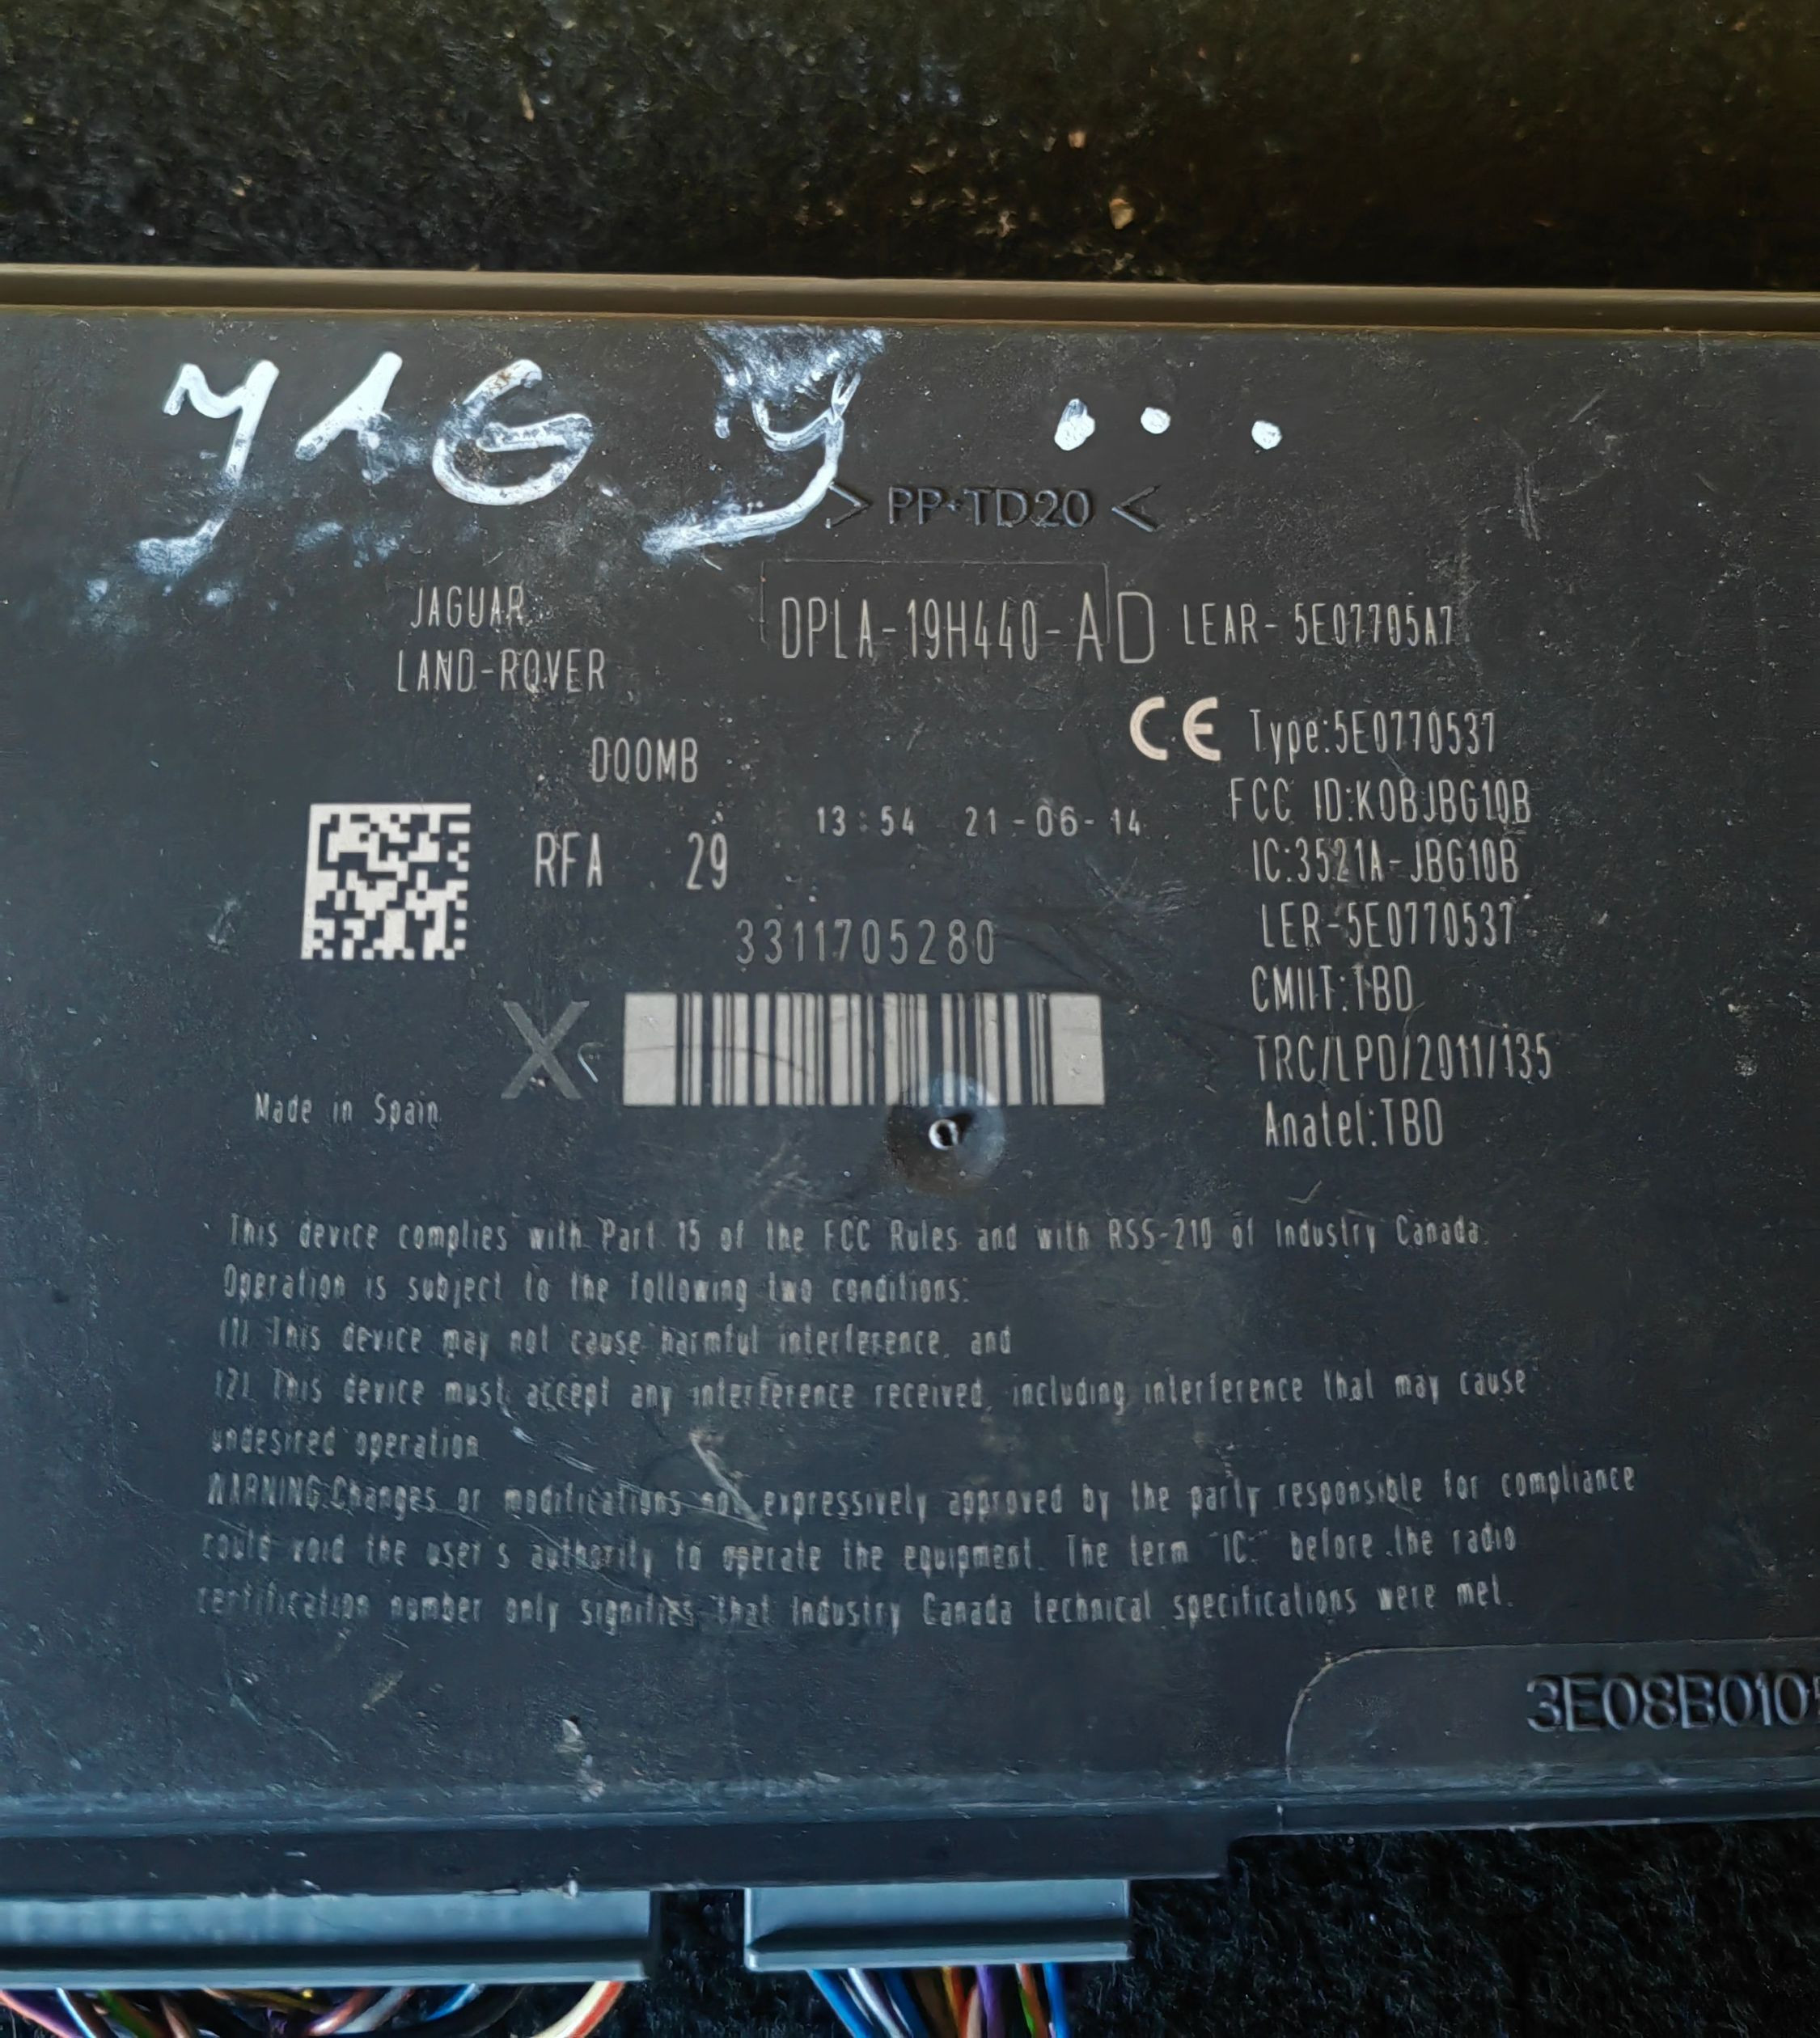 > PP-TD20 <
JAGUAR
LAND-ROVER
DPLA-19H440-AD LEAR- 5E07705A7
D00MB
CE Type:5E0770537
FCC ID:KOBJBG10B
13:54 21-06-14
RFA 29
IC:3521A-JBG10B
3311705280
LER-5E0770537
CMIIT:TBD
X
TRC/LPD/2011/135
Made in Spain
Anatel:TBD
This device complies with Part 15 of the FCC Rules and with RSS-210 of Industry Canada.
Operation is subject to the following two conditions:
(1) This device may not cause harmful interference, and
(2) This device must accept any interference received, including interference that may cause
undesired operation
WARNING:Changes or modifications not expressively approved by the party responsible for compliance
could void the user's authority to operate the equipment. The term "IC:" before the radio
certification number only signifies that Industry Canada technical specifications were met.
3E08B010